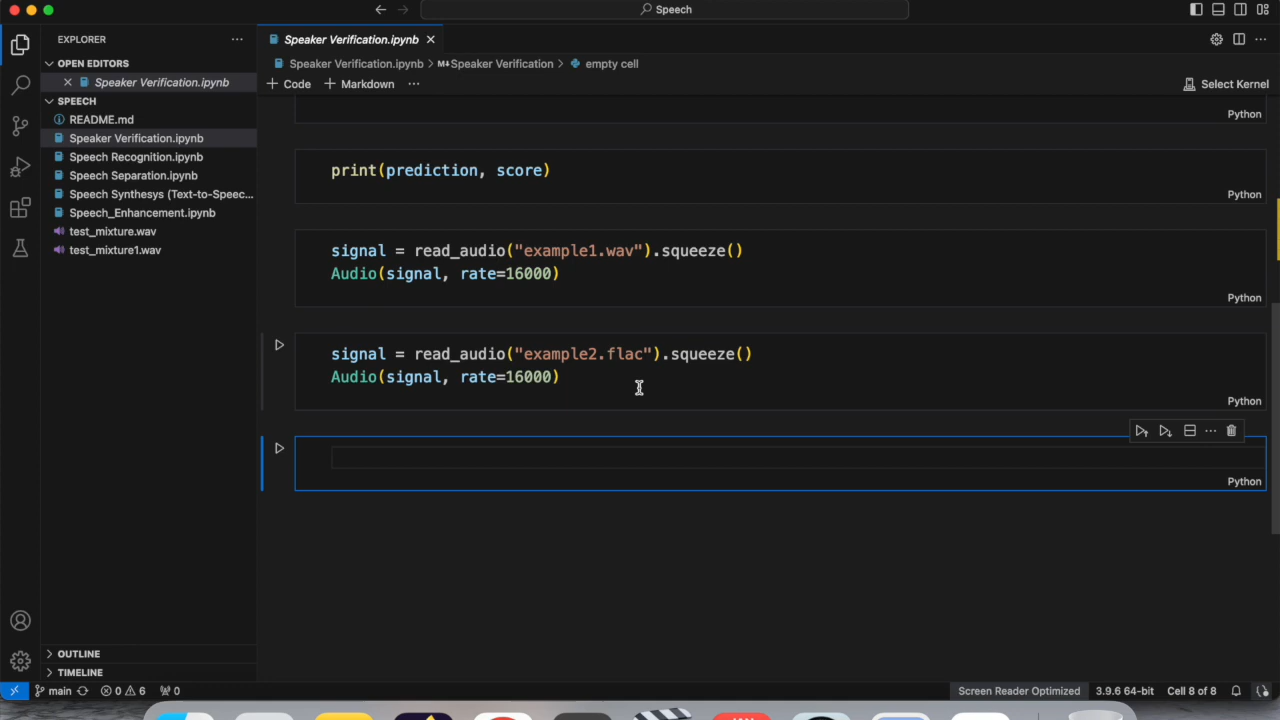 Speech
EXPLORER
OPEN EDITORS
Speaker Verification.ipynb
SPEECH
README.md
Speaker Verification.ipynb
Speech Recognition.ipynb
Speech Separation.ipynb
Speech Synthesys (Text-to-Speec...
Speech_Enhancement.ipynb
test_mixture.wav
test_mixture1.wav
OUTLINE
TIMELINE
Speaker Verification.ipynb
Speaker Verification.ipynb > M↓Speaker Verification > empty cell
+ Code + Markdown ...
Select Kernel
Python
print(prediction, score)
Python
signal = read_audio("example1.wav").squeeze()
Audio(signal, rate=16000)
Python
signal = read_audio("example2.flac").squeeze()
Audio(signal, rate=16000)
Python
Python
main 0 6 0
Screen Reader Optimized 3.9.6 64-bit Cell 8 of 8